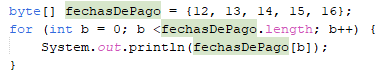 byte[] fechasDePago = {12, 13, 14, 15, 16};
for (int b = 0; b <fechasDePago.length; b++) {
    System.out.println(fechasDePago[b]);
}